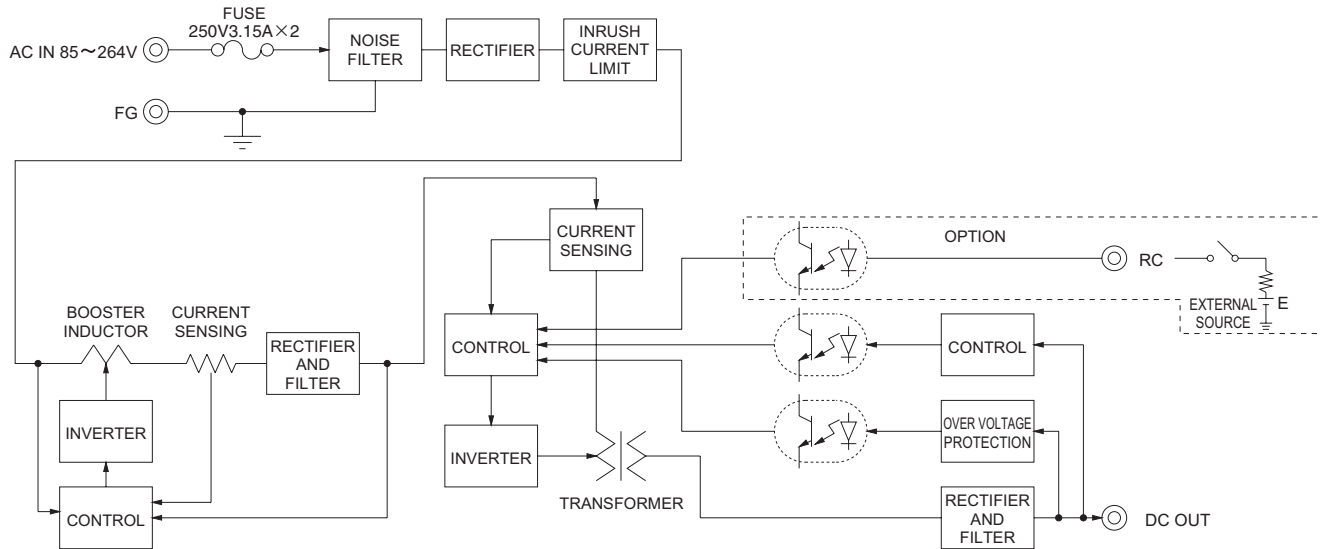 FUSE
250V3.15A×2
AC IN 85～264V
NOISE
FILTER
RECTIFIER
INRUSH
CURRENT
LIMIT
FG
CURRENT
SENSING
OPTION
RC
EXTERNAL
SOURCE
E
BOOSTER
INDUCTOR
CURRENT
SENSING
RECTIFIER
AND
FILTER
CONTROL
CONTROL
INVERTER
INVERTER
OVER VOLTAGE
PROTECTION
TRANSFORMER
CONTROL
RECTIFIER
AND
FILTER
DC OUT